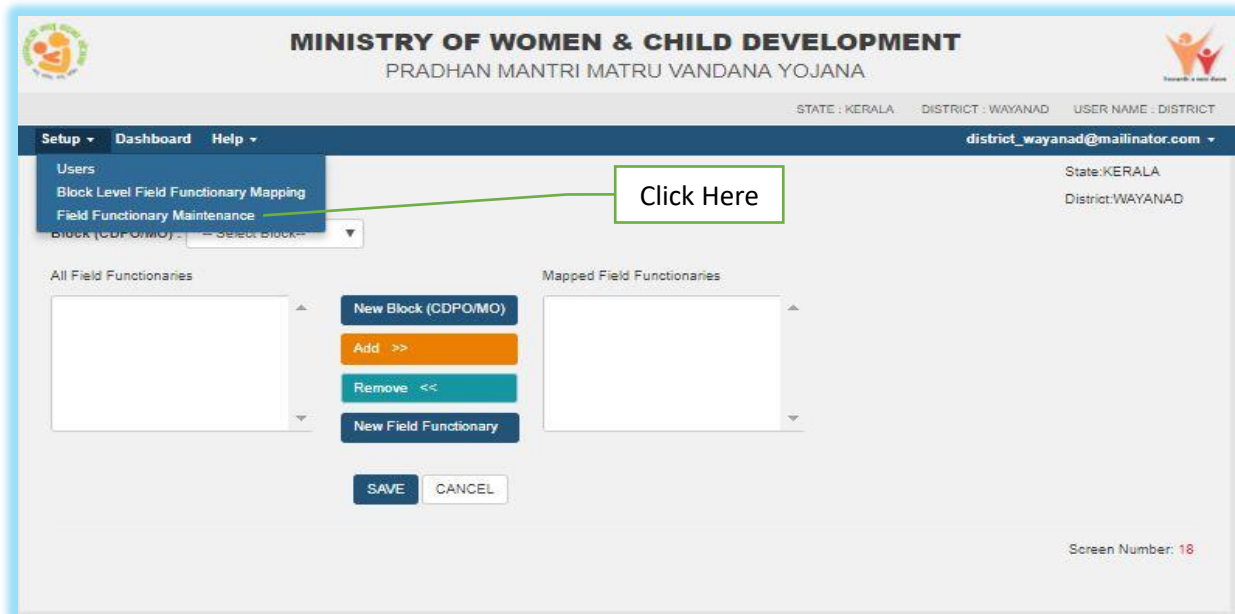 MINISTRY OF WOMEN & CHILD DEVELOPMENT
PRADHAN MANTRI MATRU VANDANA YOJANA
STATE : KERALA DISTRICT : WAYANAD USER NAME : DISTRICT
Setup Dashboard Help district_wayanad@mailinator.com
Users
Block Level Field Functionary Mapping
Field Functionary Maintenance
Click Here
State:KERALA
District:WAYANAD
Block (CDPO/MO) : -- Select Block--
All Field Functionaries Mapped Field Functionaries
New Block (CDPO/MO)
Add >>
Remove <<
New Field Functionary
SAVE CANCEL
Screen Number: 18